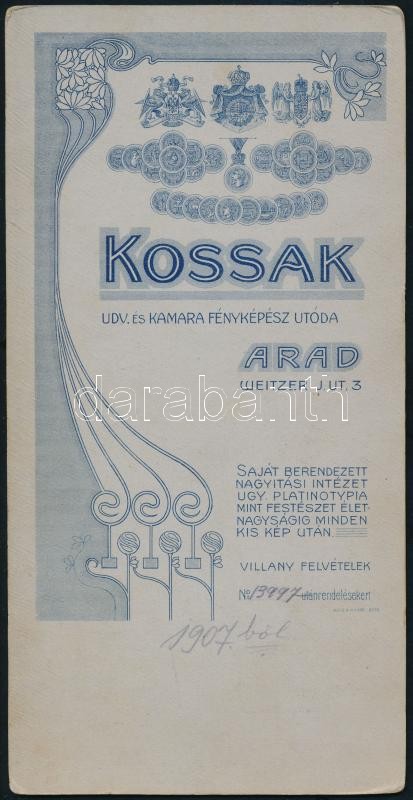 KOSSAK
UDV. ÉS KAMARA FÉNYKÉPÉSZ UTÓDA
ARAD
WEITZER J. UT. 3
darabanth
SAJÁT BERENDEZETT
NAGYITÁSI INTÉZET
UGY. PLATINOTYPIA
MINT FESTÉSZET ÉLET-
NAGYSÁGIG MINDEN
KIS KÉP UTÁN.
VILLANY FELVÉTELEK
No 13997 utánrendelésekért
1907.ből